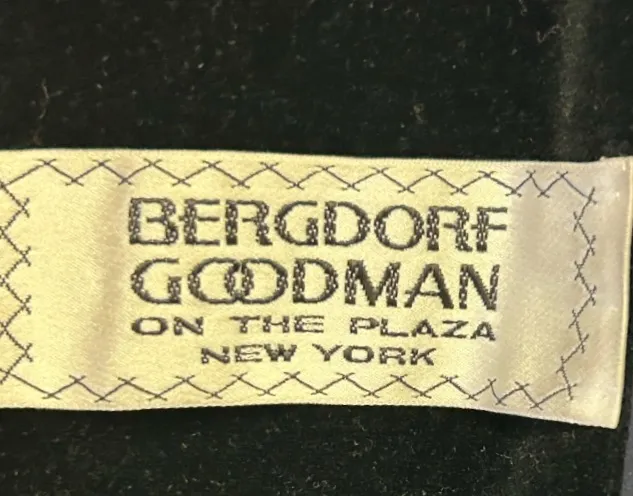 BERGDORF
GOODMAN
ON THE PLAZA
NEW YORK